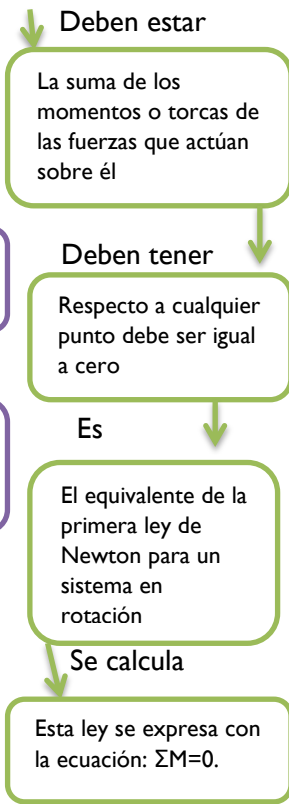 Deben estar
La suma de los
momentos o torcas de
las fuerzas que actúan
sobre él
Deben tener
Respecto a cualquier
punto debe ser igual
a cero
Es
El equivalente de la
primera ley de
Newton para un
sistema en
rotación
Se calcula
Esta ley se expresa con
la ecuación: ΣM=0.